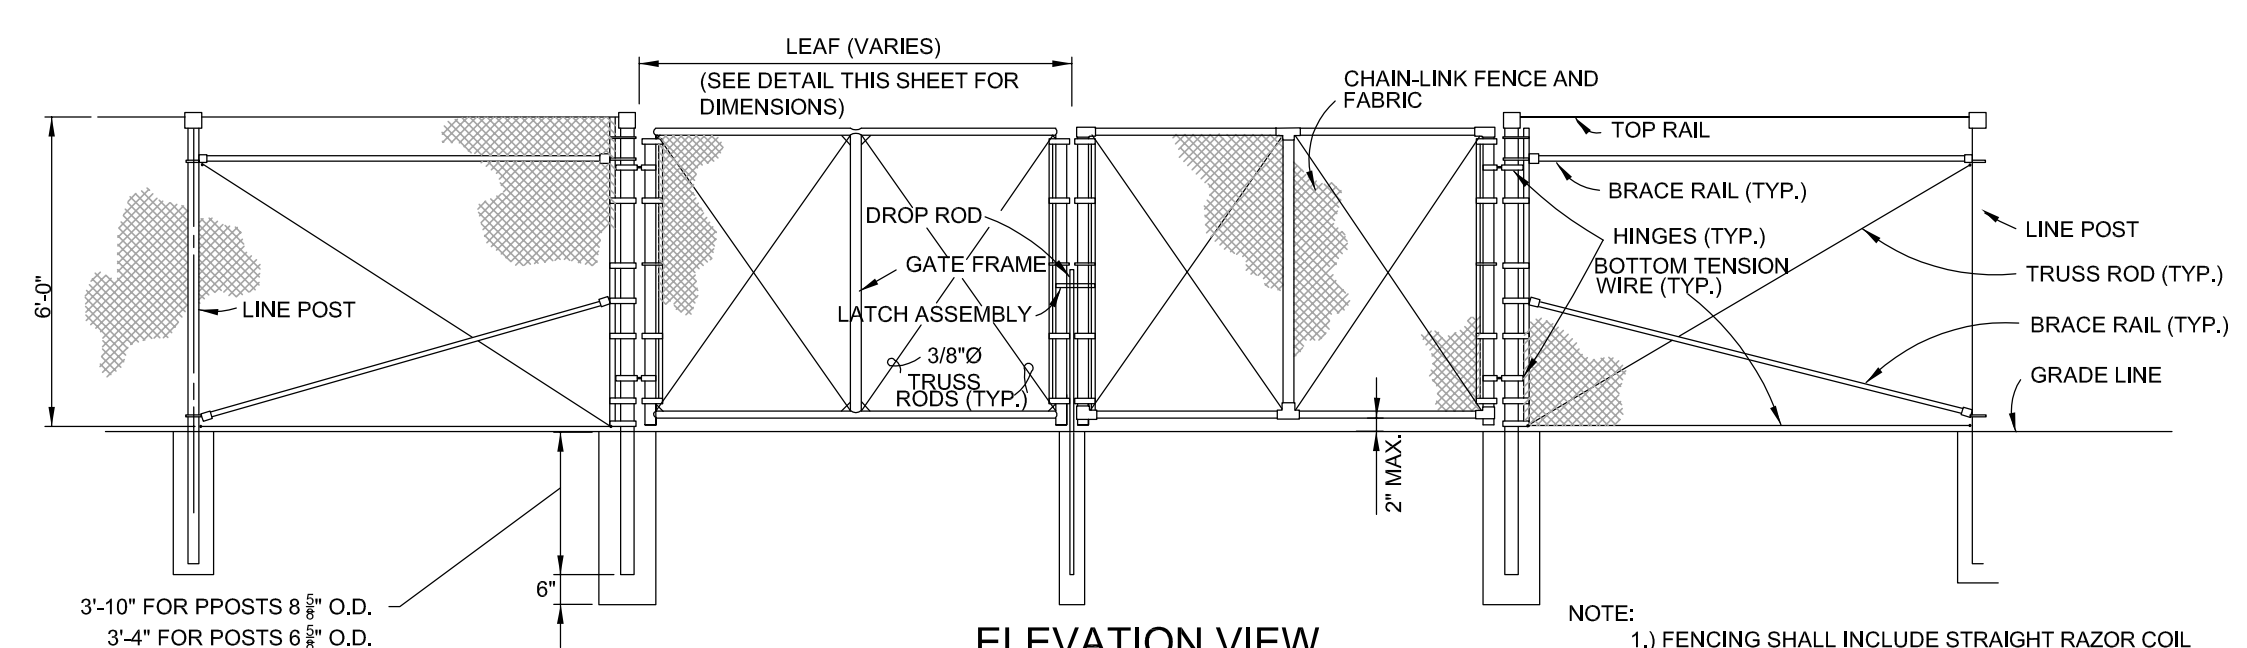 LEAF (VARIES)
(SEE DETAIL THIS SHEET FOR
DIMENSIONS)
CHAIN-LINK FENCE AND
FABRIC
TOP RAIL
BRACE RAIL (TYP.)
DROP ROD
LINE POST
HINGES (TYP.)
GATE FRAME
BOTTOM TENSION
WIRE (TYP.)
TRUSS ROD (TYP.)
6'-0"
LINE POST
LATCH ASSEMBLY
BRACE RAIL (TYP.)
3/8"Ø
TRUSS
RODS (TYP.)
GRADE LINE
2" MAX.
6"
3'-10" FOR PPOSTS 8 5/8" O.D.
3'-4" FOR POSTS 6 5/8" O.D.
ELEVATION VIEW
NOTE:
1.) FENCING SHALL INCLUDE STRAIGHT RAZOR COIL